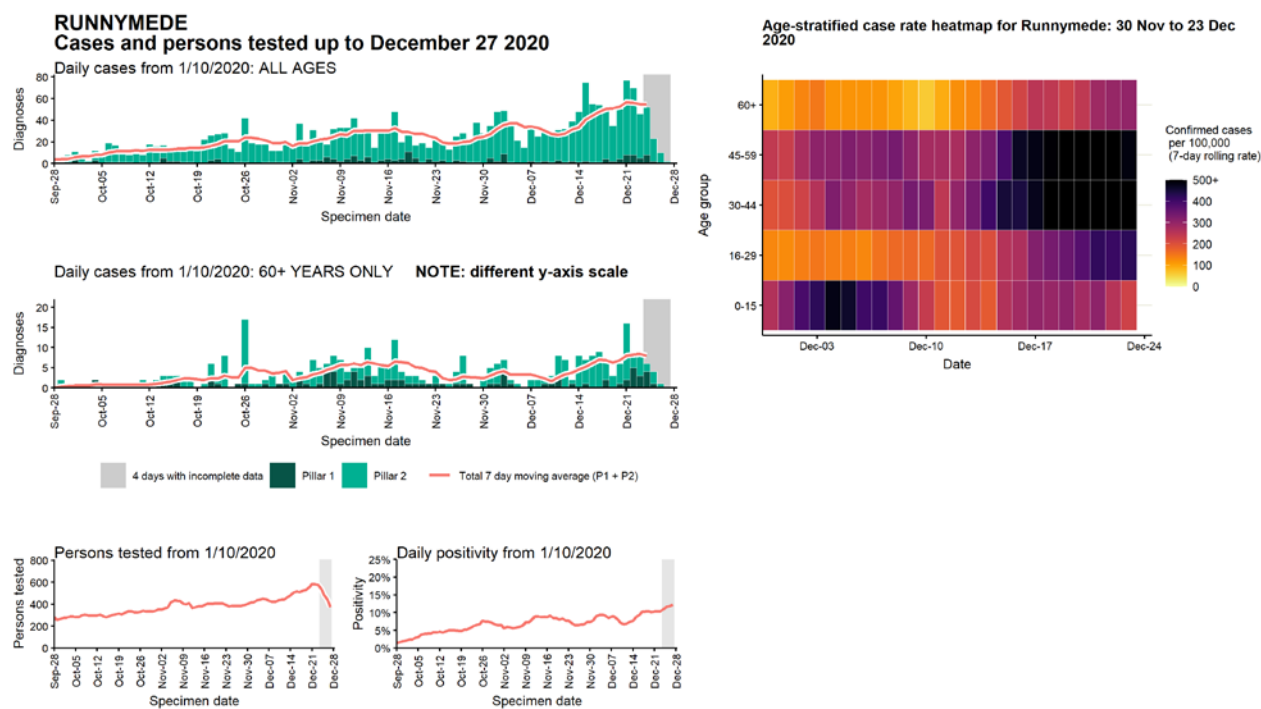 RUNNYMEDE
Cases and persons tested up to December 27 2020
Daily cases from 1/10/2020: ALL AGES
Diagnoses
80
60
40
20
0
Sep-28
Oct-05
Oct-12
Oct-19
Oct-26
Nov-02
Nov-09
Nov-16
Nov-23
Nov-30
Dec-07
Dec-14
Dec-21
Dec-28
Specimen date
Daily cases from 1/10/2020: 60+ YEARS ONLY NOTE: different y-axis scale
Diagnoses
20
15
10
5
0
Sep-28
Oct-05
Oct-12
Oct-19
Oct-26
Nov-02
Nov-09
Nov-16
Nov-23
Nov-30
Dec-07
Dec-14
Dec-21
Dec-28
Specimen date
4 days with incomplete data Pillar 1 Pillar 2 Total 7 day moving average (P1 + P2)
Persons tested from 1/10/2020
Persons tested
800
600
400
200
0
Sep-28
Oct-05
Oct-12
Oct-19
Oct-26
Nov-02
Nov-09
Nov-16
Nov-23
Nov-30
Dec-07
Dec-14
Dec-21
Dec-28
Specimen date
Daily positivity from 1/10/2020
Positivity
25%
20%
15%
10%
5%
0%
Sep-28
Oct-05
Oct-12
Oct-19
Oct-26
Nov-02
Nov-09
Nov-16
Nov-23
Nov-30
Dec-07
Dec-14
Dec-21
Dec-28
Specimen date
Age-stratified case rate heatmap for Runnymede: 30 Nov to 23 Dec
2020
Age group
60+
45-59
30-44
16-29
0-15
Dec-03
Dec-10
Dec-17
Dec-24
Date
Confirmed cases
per 100,000
(7-day rolling rate)
500+
400
300
200
100
0